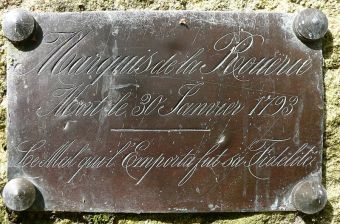 Marquis de la Rouërie
Mort le 30 Janvier 1793
Le Mal qui l'Emporta fut sa Fidélité